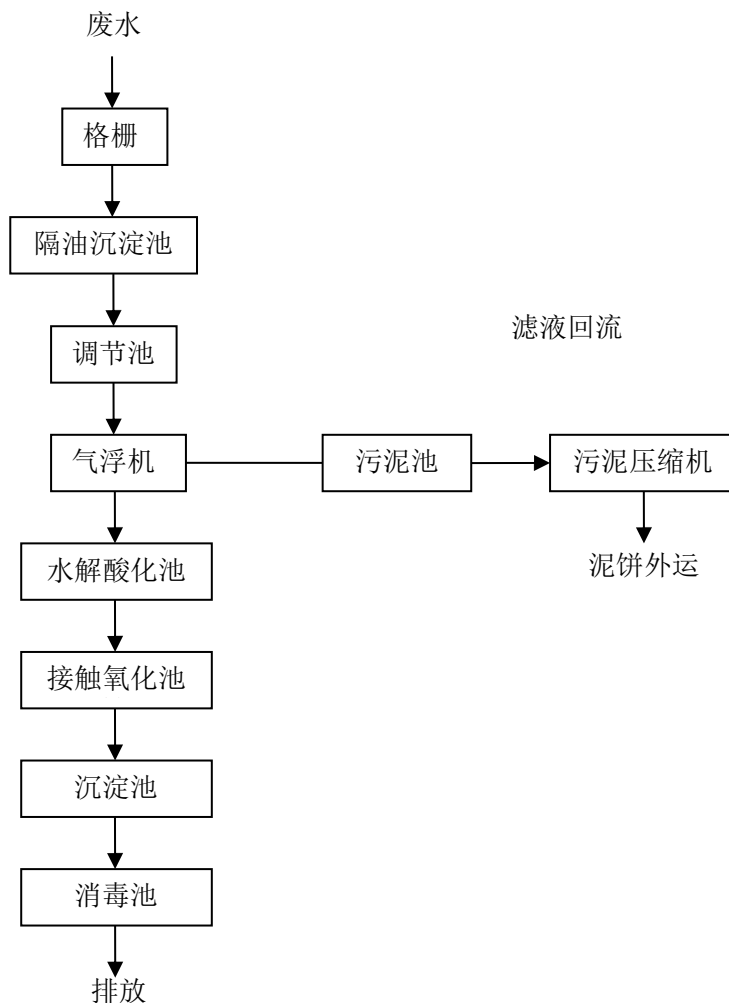 废水
格栅
隔油沉淀池
调节池
滤液回流
气浮机
污泥池
污泥压缩机
水解酸化池
泥饼外运
接触氧化池
沉淀池
消毒池
排放